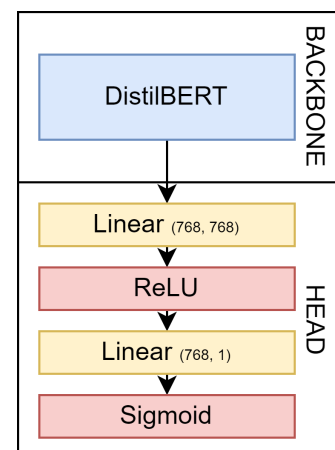 BACKBONE
DistilBERT
HEAD
Linear (768, 768)
ReLU
Linear (768, 1)
Sigmoid